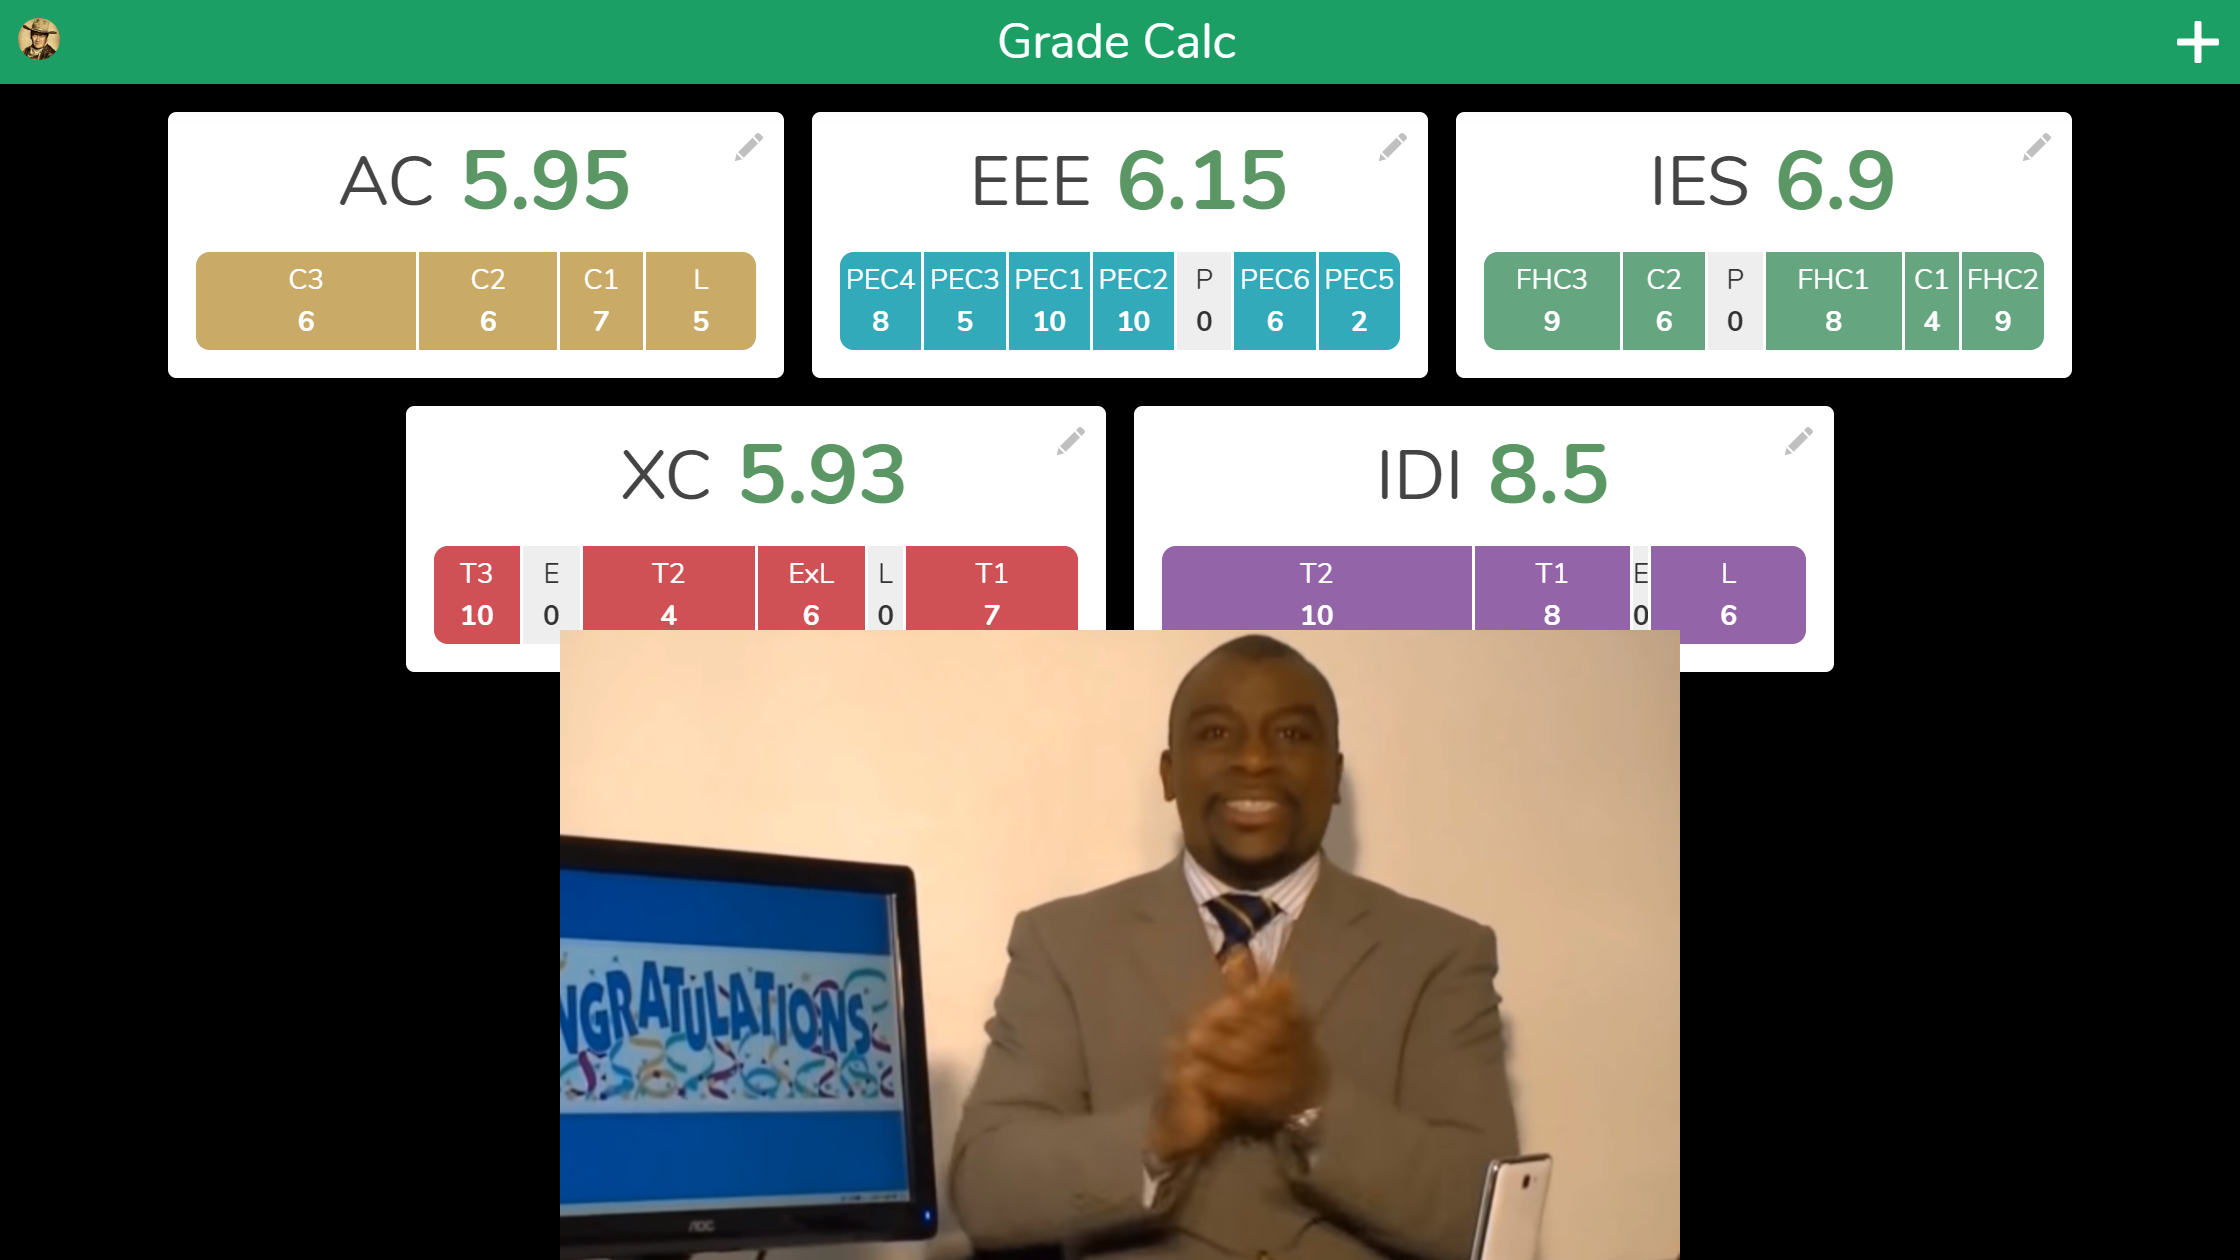 Grade Calc
AC 5.95
C3 C2 C1 L
6 6 7 5
EEE 6.15
PEC4 PEC3 PEC1 PEC2 P PEC6 PEC5
8 5 10 10 0 6 2
IES 6.9
FHC3 C2 P FHC1 C1 FHC2
9 6 0 8 4 9
XC 5.93
T3 E T2 ExL L T1
10 0 4 6 0 7
IDI 8.5
T2 T1 E L
10 8 0 6
NGRATULATIONS
AOC